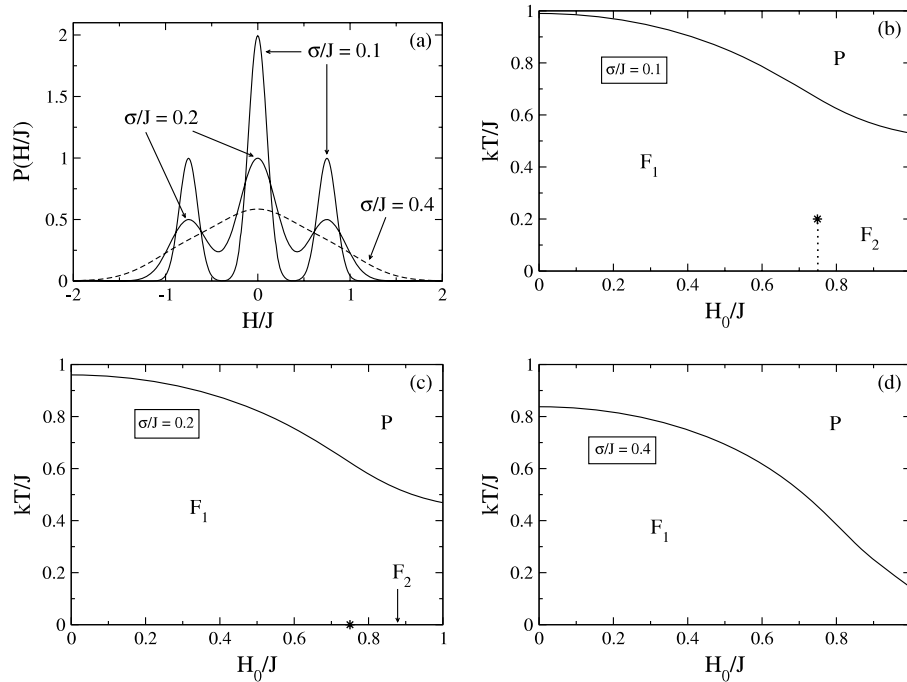 (a)
2
1.5
1
0.5
0
P(H/J)
σ/J = 0.1
σ/J = 0.2
σ/J = 0.4
-2 -1 0 1 2
H/J
(b)
1
0.8
0.6
0.4
0.2
0
kT/J
σ/J = 0.1
P
F1
F2
0 0.2 0.4 0.6 0.8
H0/J
(c)
1
0.8
0.6
0.4
0.2
0
kT/J
σ/J = 0.2
P
F1
F2
0 0.2 0.4 0.6 0.8 1
H0/J
(d)
1
0.8
0.6
0.4
0.2
0
kT/J
σ/J = 0.4
P
F1
0 0.2 0.4 0.6 0.8
H0/J